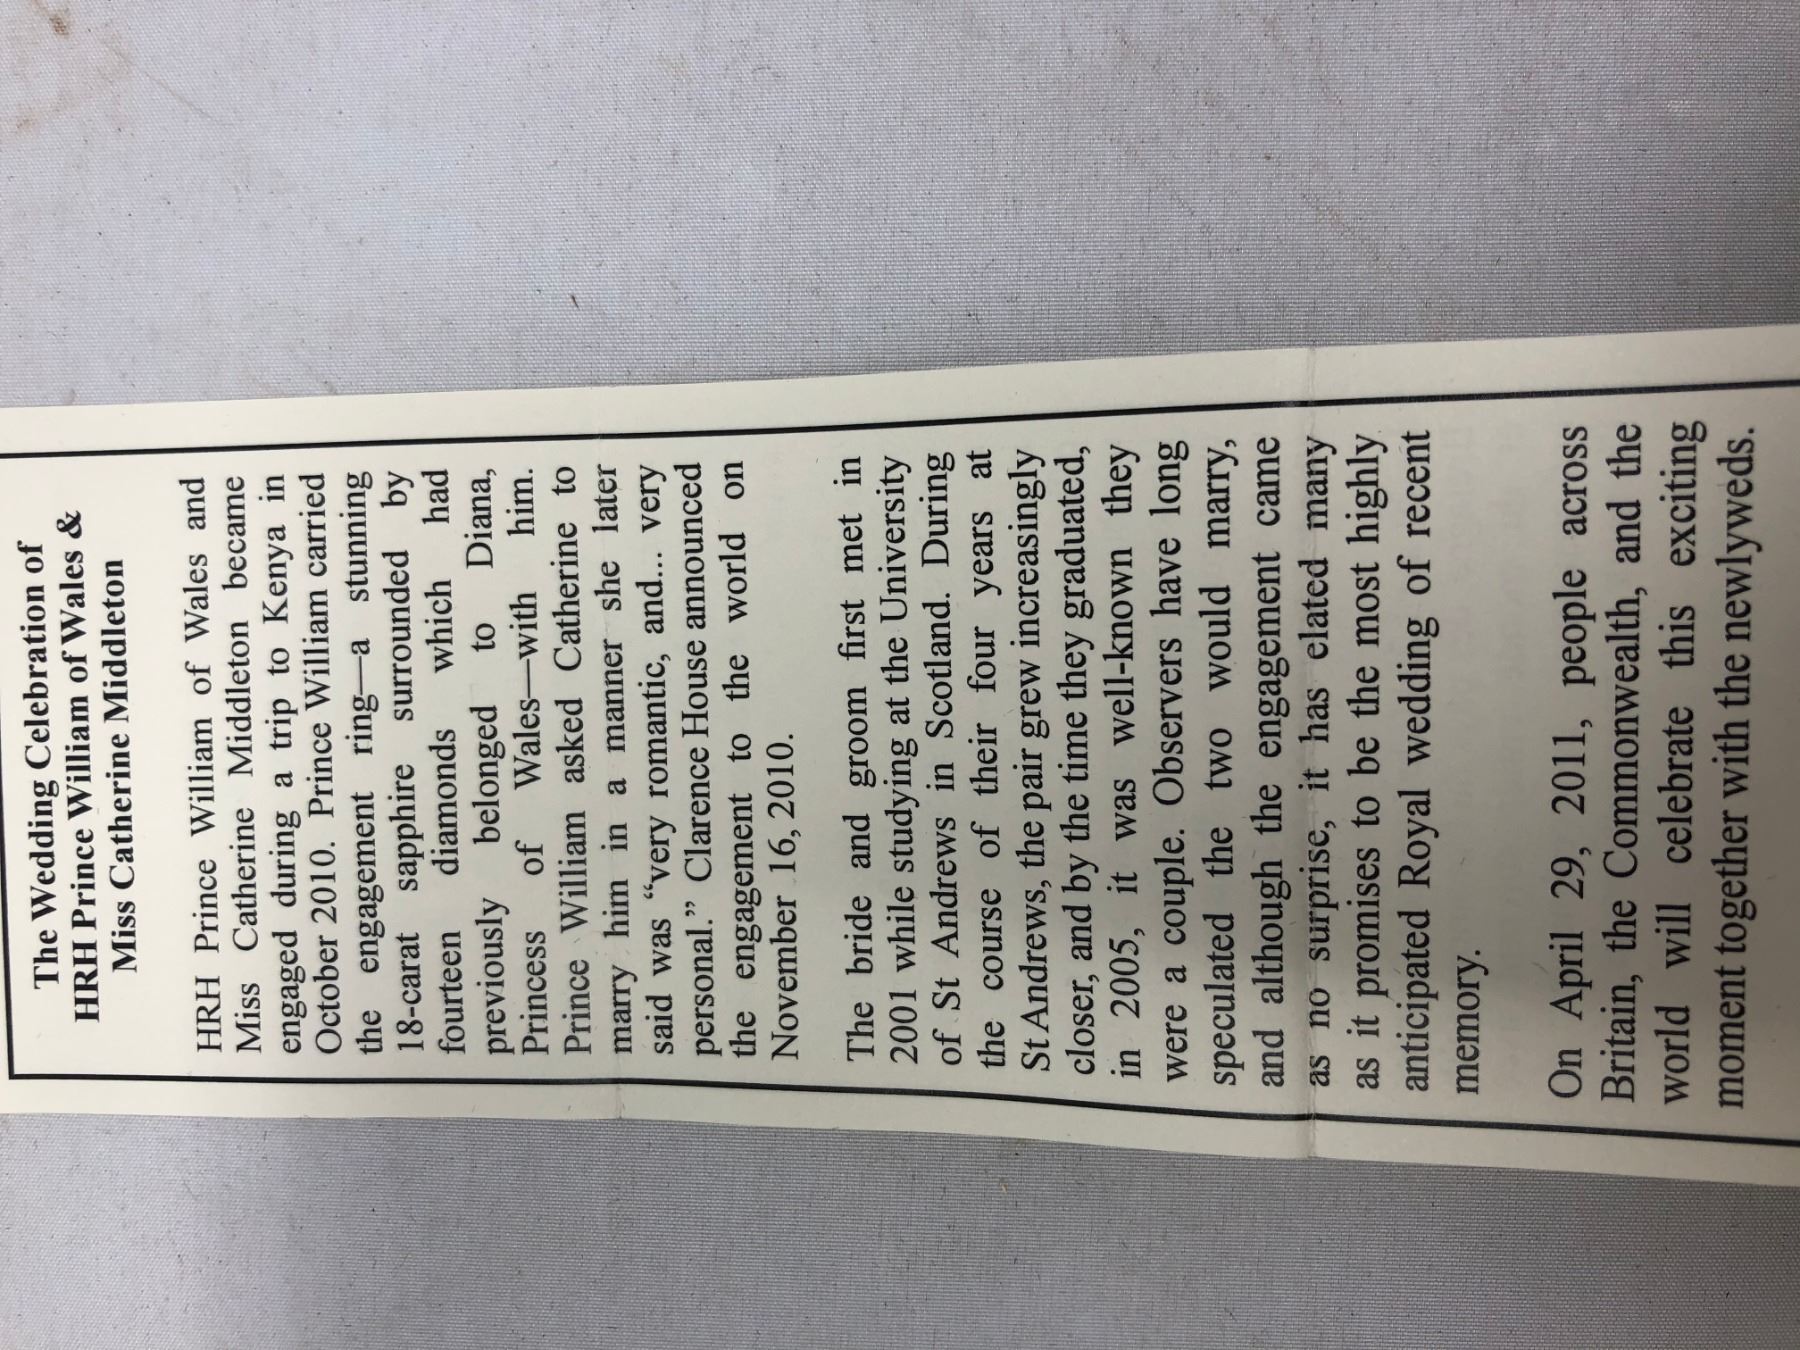 The Wedding Celebration of
HRH Prince William of Wales &
Miss Catherine Middleton
HRH Prince William of Wales and
Miss Catherine Middleton became
engaged during a trip to Kenya in
October 2010. Prince William carried
the engagement ring—a stunning
18-carat sapphire surrounded by
fourteen diamonds which had
previously belonged to Diana,
Princess of Wales—with him.
Prince William asked Catherine to
marry him in a manner she later
said was “very romantic, and... very
personal.” Clarence House announced
the engagement to the world on
November 16, 2010.
The bride and groom first met in
2001 while studying at the University
of St Andrews in Scotland. During
the course of their four years at
St Andrews, the pair grew increasingly
closer, and by the time they graduated,
in 2005, it was well-known they
were a couple. Observers have long
speculated the two would marry,
and although the engagement came
as no surprise, it has elated many
as it promises to be the most highly
anticipated Royal wedding of recent
memory.
On April 29, 2011, people across
Britain, the Commonwealth, and the
world will celebrate this exciting
moment together with the newlyweds.